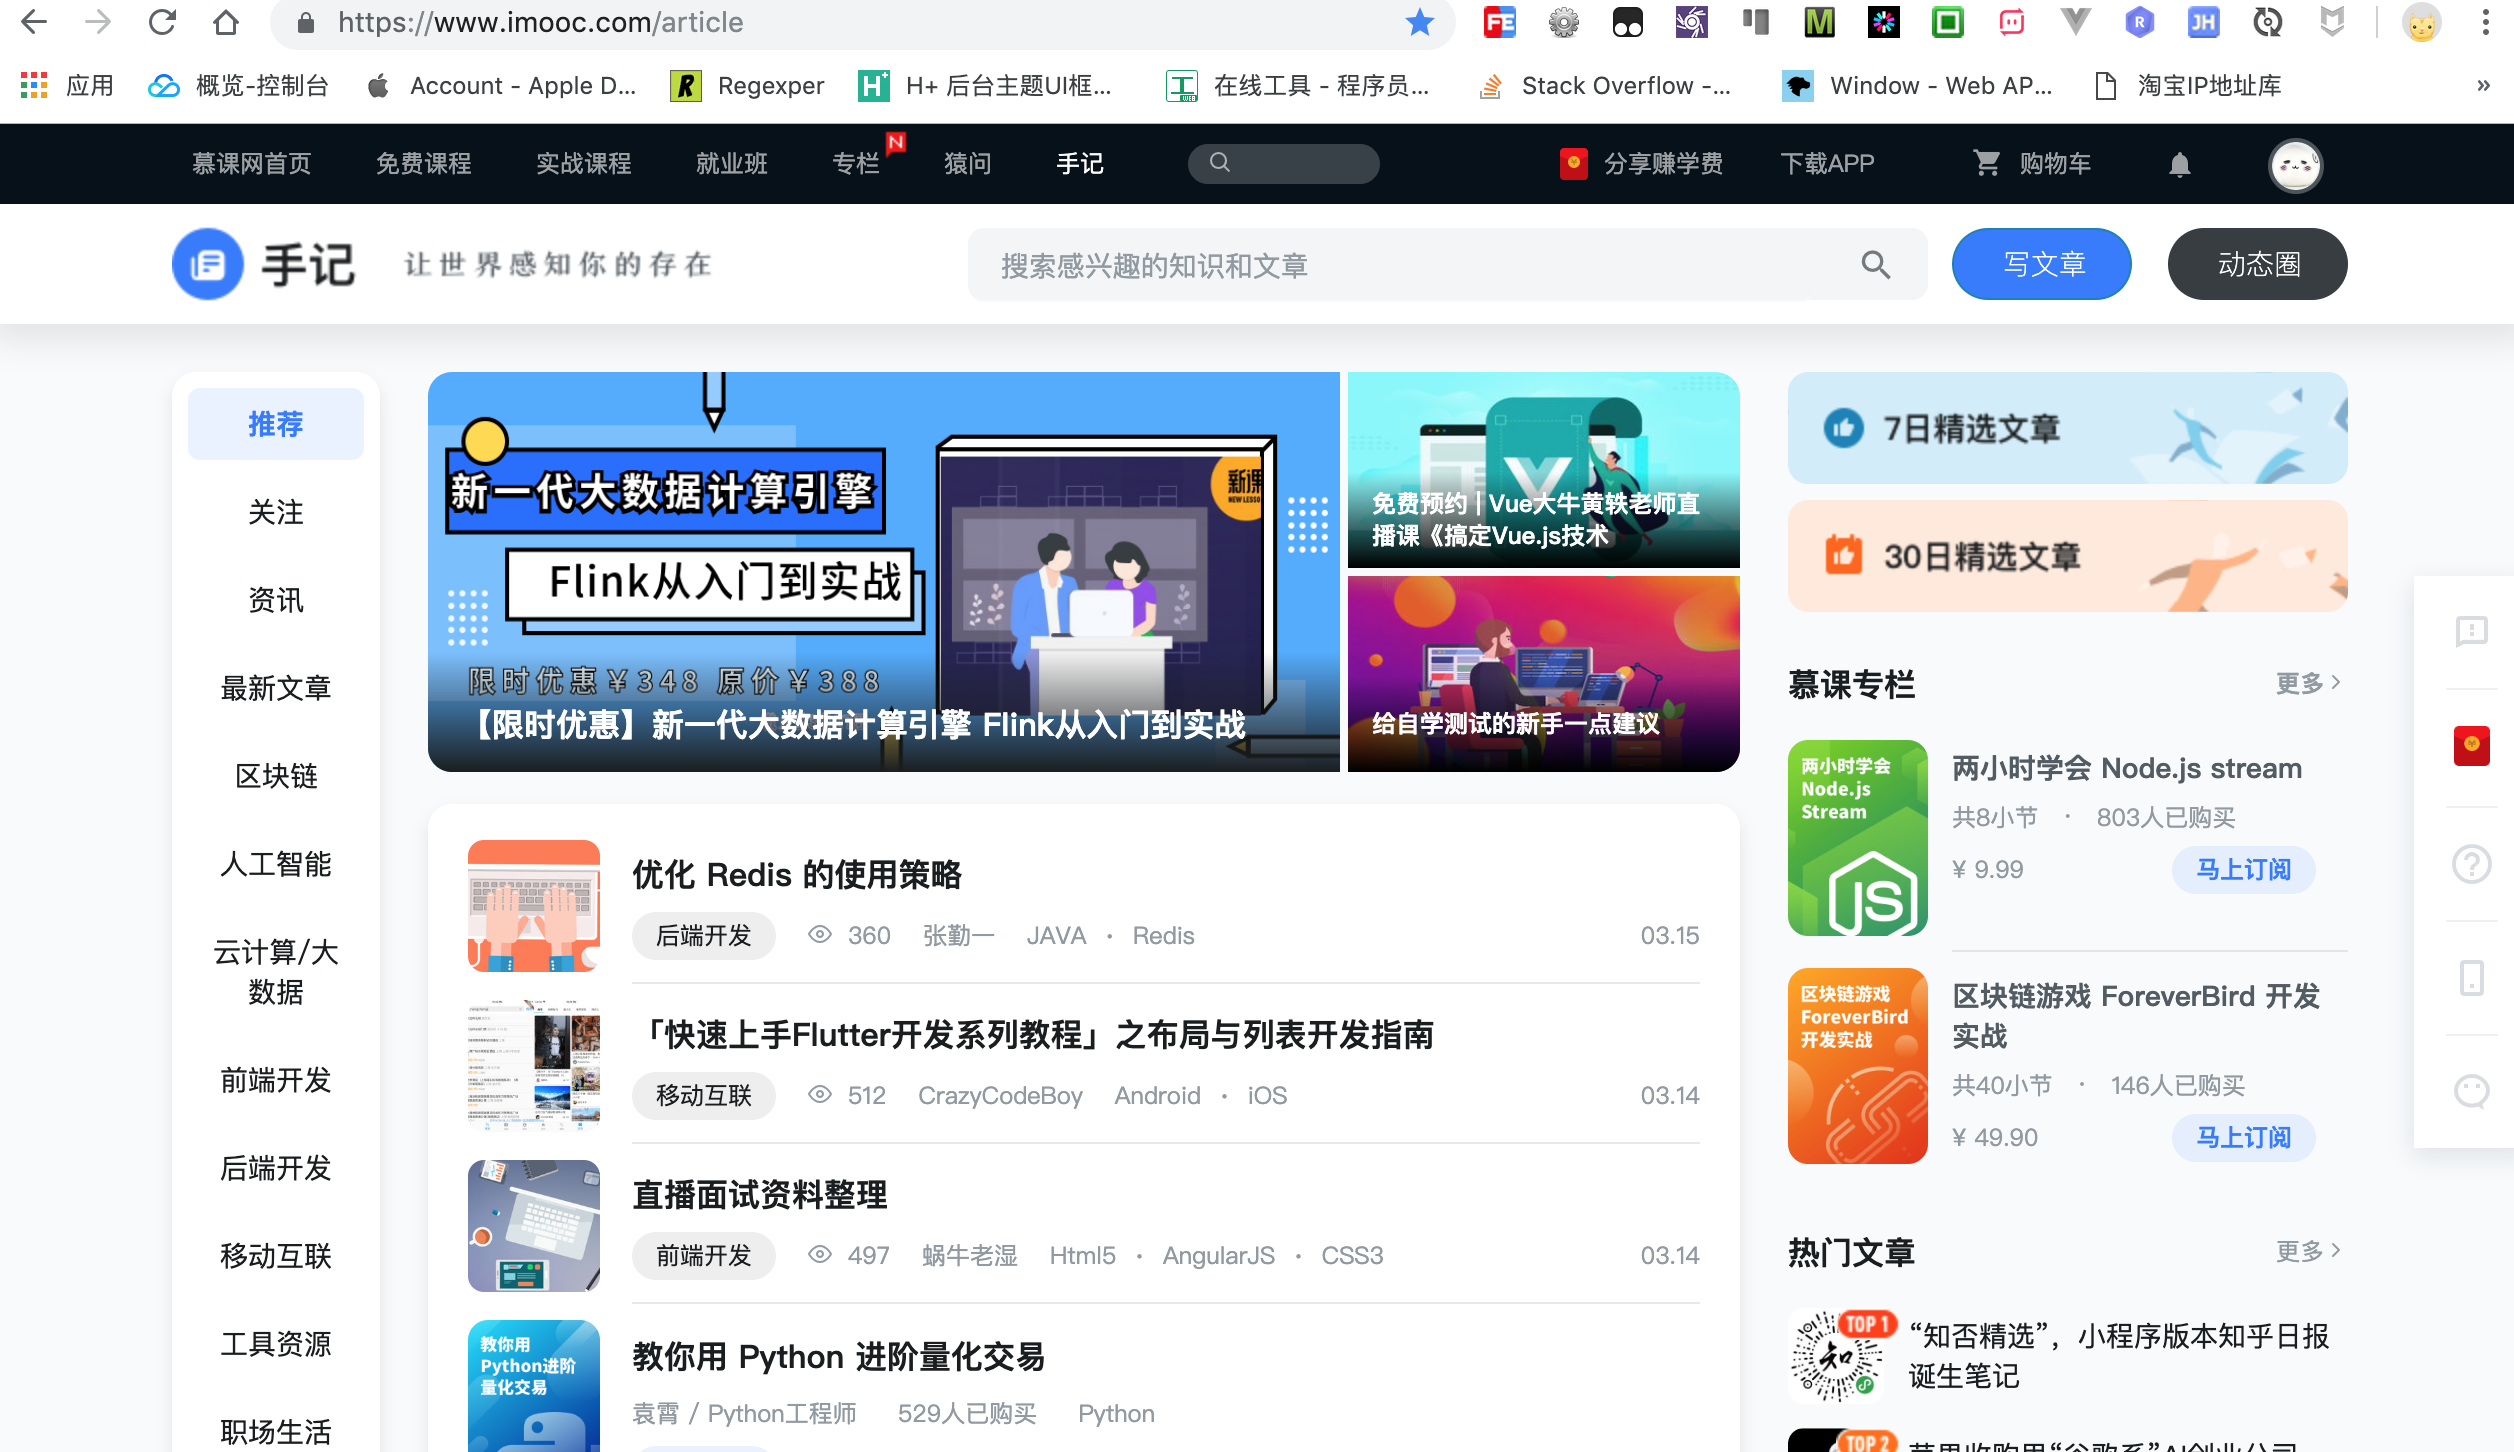 https://www.imooc.com/article
应用
概览-控制台
Account - Apple D...
Regexper
H+ 后台主题UI框...
在线工具 - 程序员...
Stack Overflow -...
Window - Web AP...
淘宝IP地址库
»
慕课网首页
免费课程
实战课程
就业班
专栏
N
猿问
手记
分享赚学费
下载APP
购物车
手记
让世界感知你的存在
搜索感兴趣的知识和文章
写文章
动态圈
推荐
关注
资讯
最新文章
区块链
人工智能
云计算/大
数据
前端开发
后端开发
移动互联
工具资源
职场生活
新一代大数据计算引擎
Flink从入门到实战
新课
NEW LESSO
限时优惠¥348 原价¥388
【限时优惠】新一代大数据计算引擎 Flink从入门到实战
免费预约 | Vue大牛黄轶老师直
播课《搞定Vue.js技术
给自学测试的新手一点建议
优化 Redis 的使用策略
后端开发 360 张勤一 JAVA · Redis 03.15
「快速上手Flutter开发系列教程」之布局与列表开发指南
移动互联 512 CrazyCodeBoy Android · iOS 03.14
直播面试资料整理
前端开发 497 蜗牛老湿 Html5 · AngularJS · CSS3 03.14
教你用
Python进阶
量化交易
教你用 Python 进阶量化交易
袁霄 / Python工程师 529人已购买 Python
7日精选文章
30日精选文章
慕课专栏
更多
两小时学会
Node.js
Stream
JS
两小时学会 Node.js stream
共8小节 · 803人已购买
¥ 9.99
马上订阅
区块链游戏
ForeverBird
开发实战
区块链游戏 ForeverBird 开发
实战
共40小节 · 146人已购买
¥ 49.90
马上订阅
热门文章
更多
TOP 1
知
“知否精选”，小程序版本知乎日报
诞生笔记
TOP 2
苹果收购用“谷歌系”AI创业公司